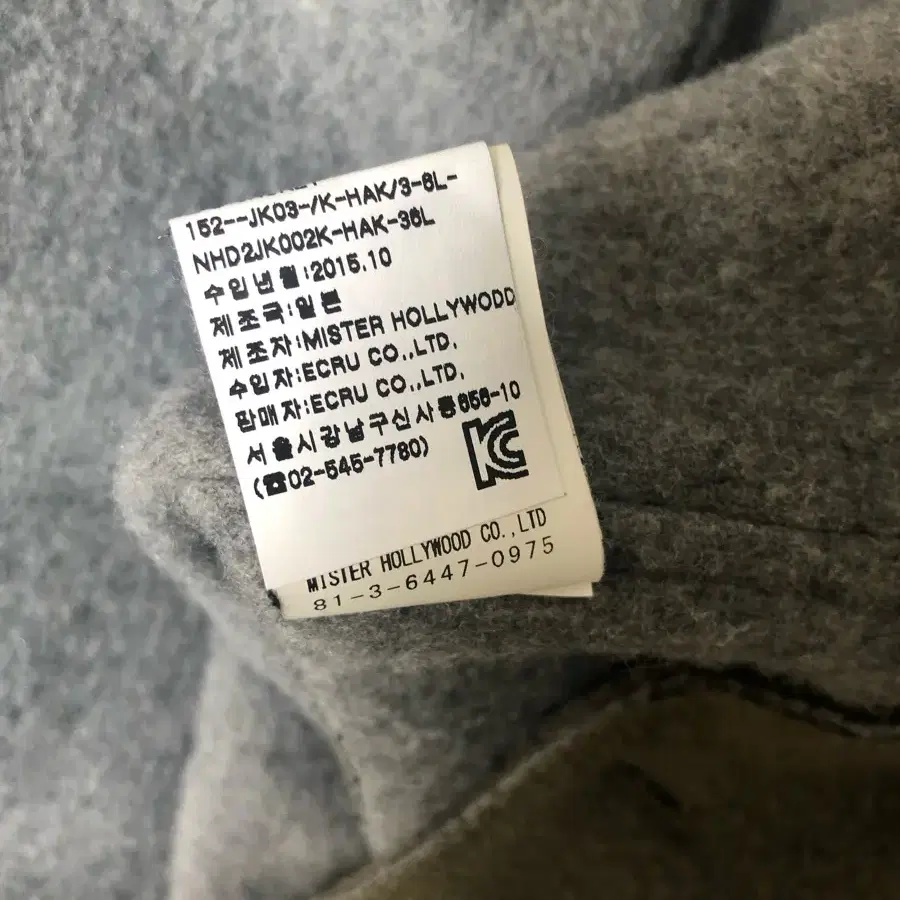 152--JK03-/K-HAK/3-6L-
NHD2JK002K-HAK-36L
수입년월:2015.10
제조국:일본
제조자:MISTER HOLLYWOOD
수입자:ECRU CO.,LTD.
판매자:ECRU CO.,LTD.
서울시강남구신사동656-10
(☎02-545-7780)
KC
MISTER HOLLYWOOD CO.,LTD
81-3-6447-0975